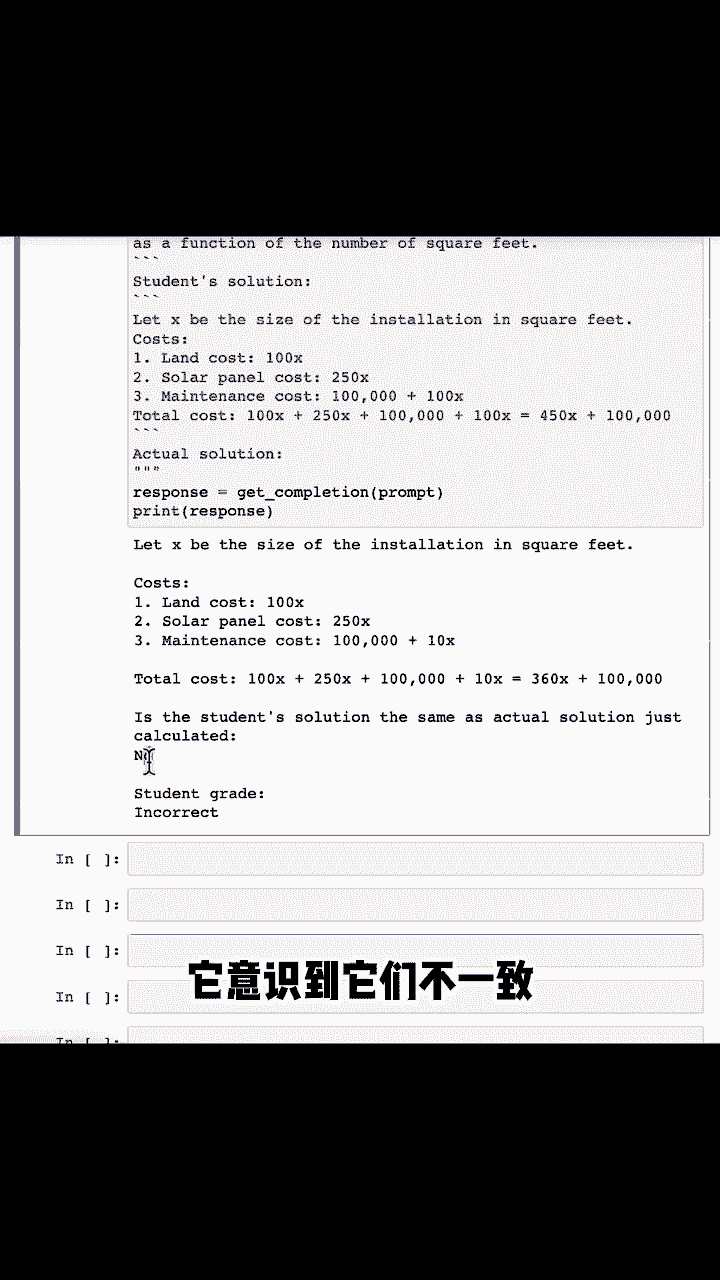 as a function of the number of square feet.
```
Student's solution:
```
Let x be the size of the installation in square feet.
Costs:
1. Land cost: 100x
2. Solar panel cost: 250x
3. Maintenance cost: 100,000 + 100x
Total cost: 100x + 250x + 100,000 + 100x = 450x + 100,000
```
Actual solution:
"""
response = get_completion(prompt)
print(response)
Let x be the size of the installation in square feet.
Costs:
1. Land cost: 100x
2. Solar panel cost: 250x
3. Maintenance cost: 100,000 + 10x
Total cost: 100x + 250x + 100,000 + 10x = 360x + 100,000
Is the student's solution the same as actual solution just
calculated:
No
Student grade:
Incorrect
In [ ]:
In [ ]:
In [ ]:
In [ ]:
In [ ]:
它意识到它们不一致